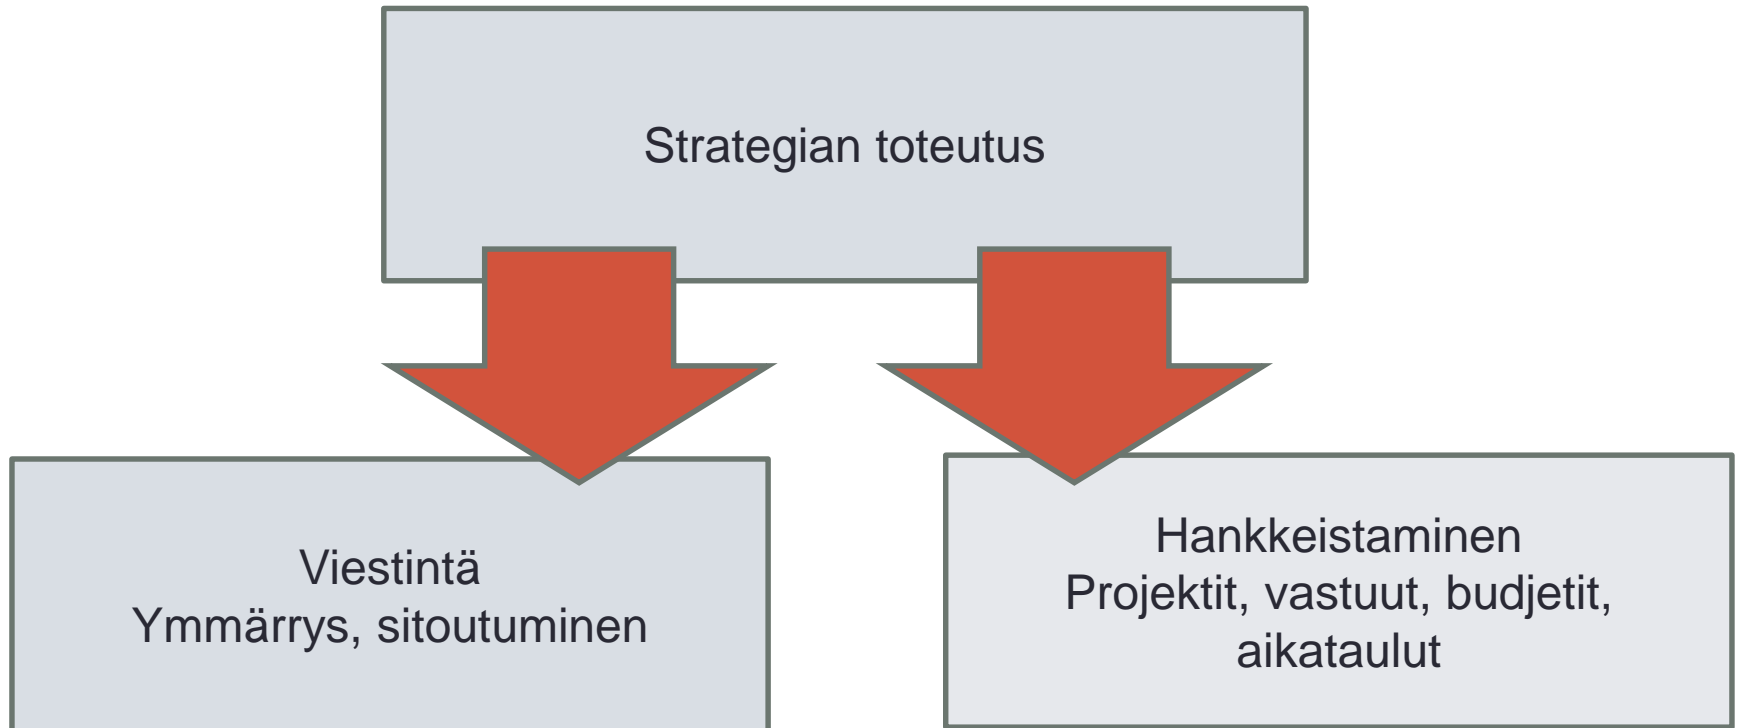 Strategian toteutus
Viestintä
Ymmärrys, sitoutuminen
Hankkeistaminen
Projektit, vastuut, budjetit,
aikataulut